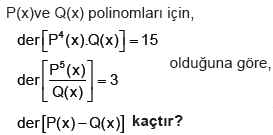 P(x)ve Q(x) polinomları için,
der[P⁴(x).Q(x)] = 15
der[P⁵(x)/Q(x)] = 3 olduğuna göre,
der[P(x) – Q(x)] kaçtır?